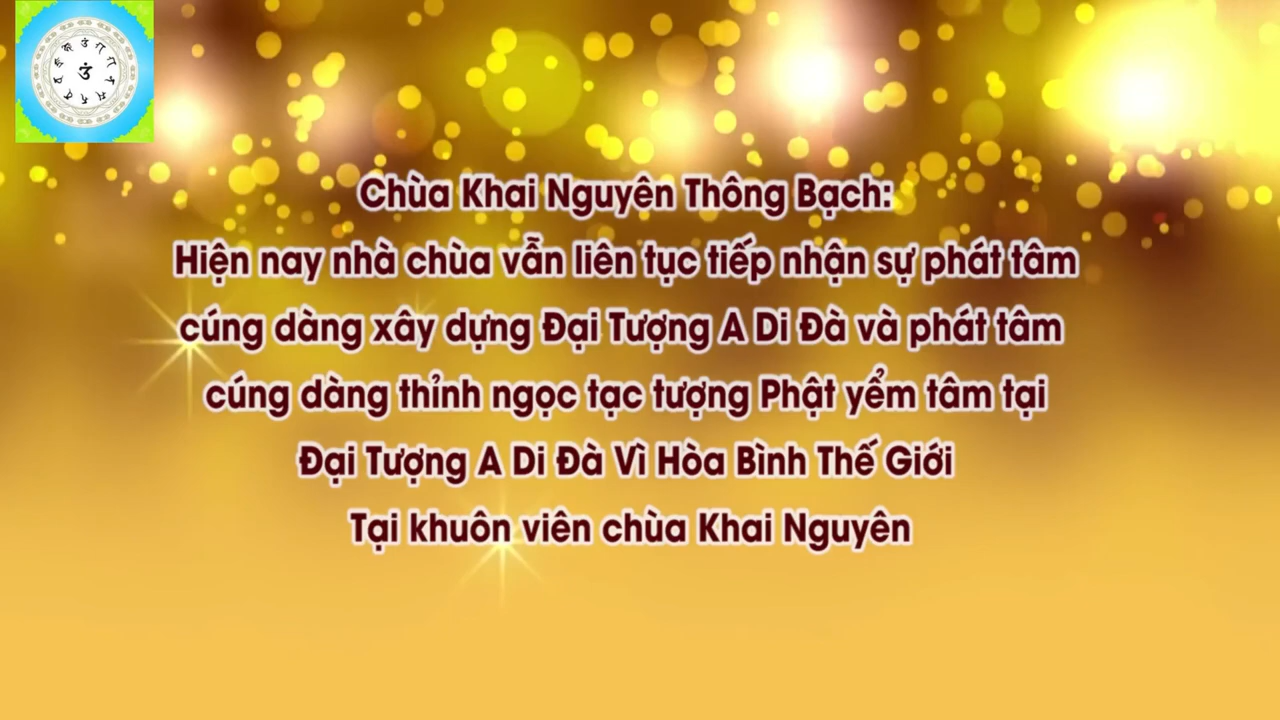 Chùa Khai Nguyên Thông Bạch:
Hiện nay nhà chùa vẫn liên tục tiếp nhận sự phát tâm
cúng dàng xây dựng Đại Tượng A Di Đà và phát tâm
cúng dàng thỉnh ngọc tạc tượng Phật yểm tâm tại
Đại Tượng A Di Đà Vì Hòa Bình Thế Giới
Tại khuôn viên chùa Khai Nguyên